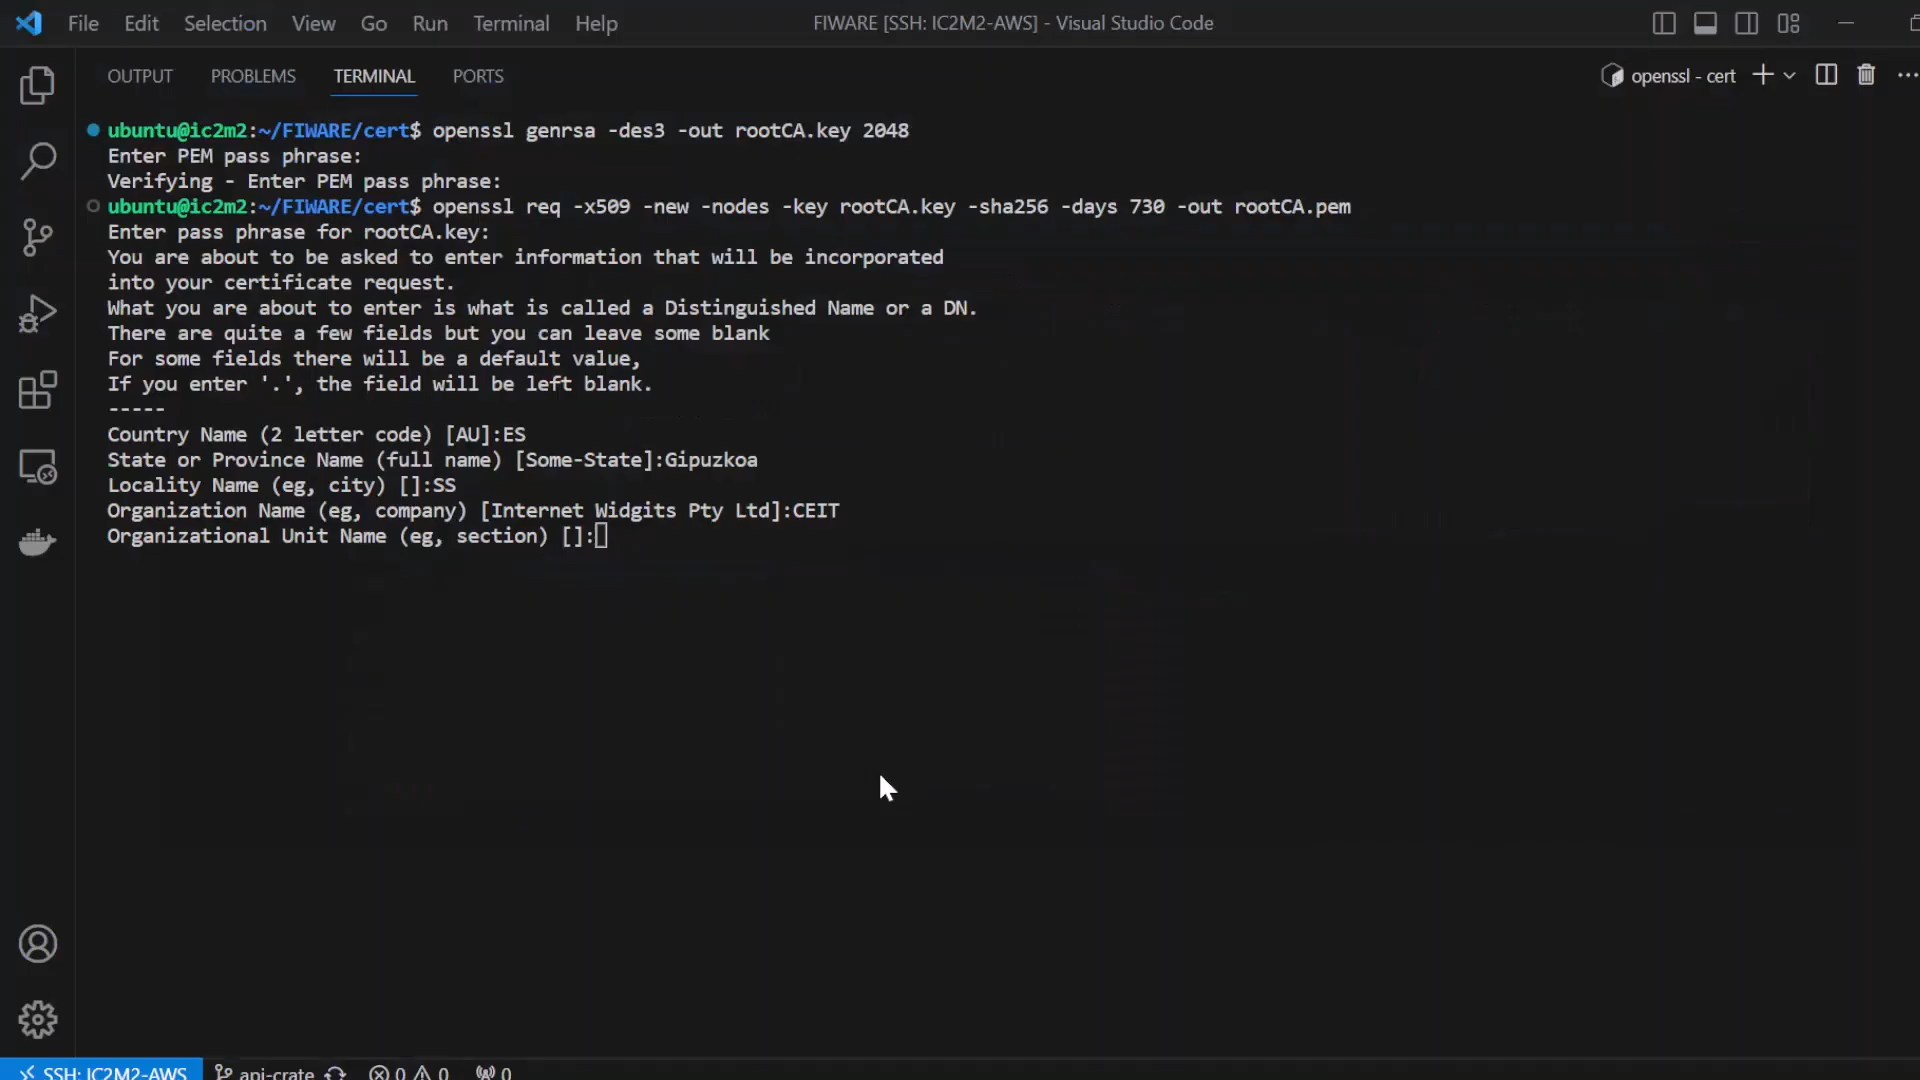 File Edit Selection View Go Run Terminal Help FIWARE [SSH: IC2M2-AWS] - Visual Studio Code
OUTPUT PROBLEMS TERMINAL PORTS openssl - cert
ubuntu@ic2m2:~/FIWARE/cert$ openssl genrsa -des3 -out rootCA.key 2048
Enter PEM pass phrase:
Verifying - Enter PEM pass phrase:
ubuntu@ic2m2:~/FIWARE/cert$ openssl req -x509 -new -nodes -key rootCA.key -sha256 -days 730 -out rootCA.pem
Enter pass phrase for rootCA.key:
You are about to be asked to enter information that will be incorporated
into your certificate request.
What you are about to enter is what is called a Distinguished Name or a DN.
There are quite a few fields but you can leave some blank
For some fields there will be a default value,
If you enter '.', the field will be left blank.
-----
Country Name (2 letter code) [AU]:ES
State or Province Name (full name) [Some-State]:Gipuzkoa
Locality Name (eg, city) []:SS
Organization Name (eg, company) [Internet Widgits Pty Ltd]:CEIT
Organizational Unit Name (eg, section) []:
SSH: IC2M2-AWS api-crate 0 0 0